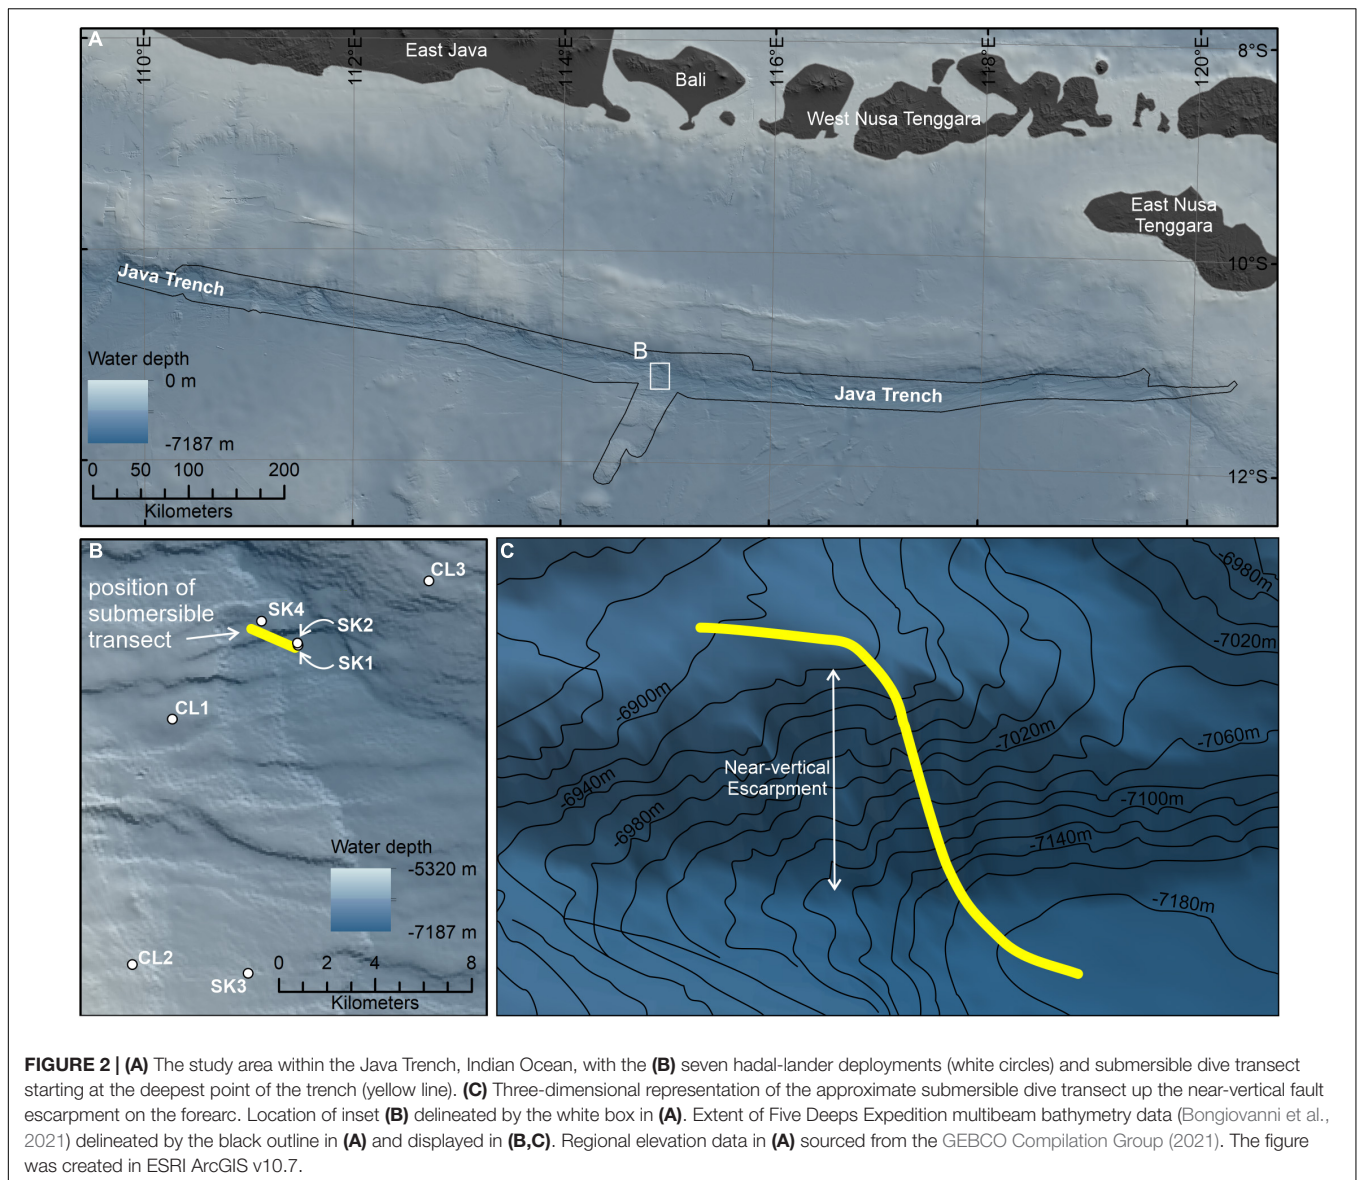 A
110°E
112°E
114°E
116°E
118°E
120°E
8°S
East Java
Bali
West Nusa Tenggara
East Nusa
Tenggara
10°S
Java Trench
B
Java Trench
Water depth
0 m
-7187 m
0 50 100 200
Kilometers
12°S
B
CL3
position of
submersible
transect
SK4
SK2
SK1
CL1
Water depth
-5320 m
-7187 m
CL2
SK3
0 2 4 8
Kilometers
C
-6980m
-7020m
-6900m
-7020m
-7060m
Near-vertical
Escarpment
-6940m
-7100m
-6980m
-7140m
-7180m
FIGURE 2 | (A) The study area within the Java Trench, Indian Ocean, with the (B) seven hadal-lander deployments (white circles) and submersible dive transect
starting at the deepest point of the trench (yellow line). (C) Three-dimensional representation of the approximate submersible dive transect up the near-vertical fault
escarpment on the forearc. Location of inset (B) delineated by the white box in (A). Extent of Five Deeps Expedition multibeam bathymetry data (Bongiovanni et al.,
2021) delineated by the black outline in (A) and displayed in (B,C). Regional elevation data in (A) sourced from the GEBCO Compilation Group (2021). The figure
was created in ESRI ArcGIS v10.7.